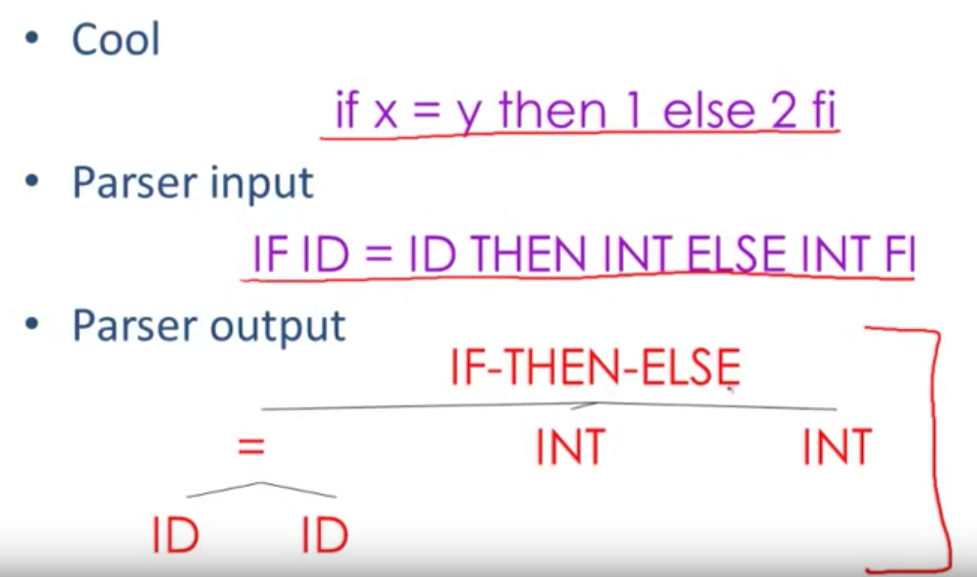 • Cool
if x = y then 1 else 2 fi
• Parser input
IF ID = ID THEN INT ELSE INT FI
• Parser output
IF-THEN-ELSE
= INT INT
ID ID